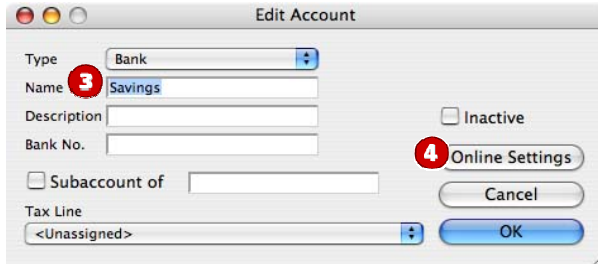 Edit Account
Type Bank
Name 3 Savings
Description
Inactive
Bank No.
4 Online Settings
Subaccount of
Cancel
Tax Line
<Unassigned>
OK